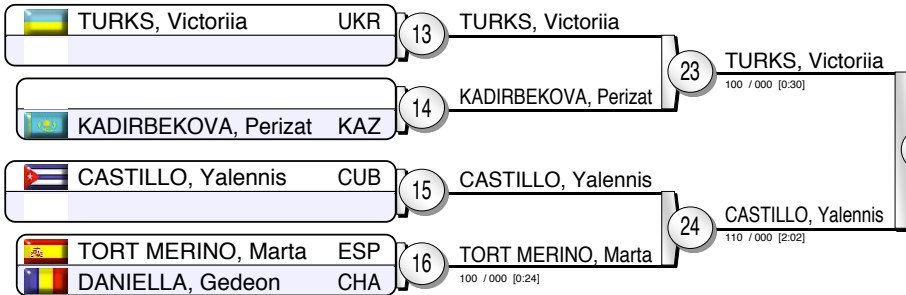 TURKS, Victoriia UKR
13
TURKS, Victoriia
23
TURKS, Victoriia
100 / 000 [0:30]
14
KADIRBEKOVA, Perizat
KADIRBEKOVA, Perizat KAZ
CASTILLO, Yalennis CUB
15
CASTILLO, Yalennis
24
CASTILLO, Yalennis
110 / 000 [2:02]
TORT MERINO, Marta ESP
16
TORT MERINO, Marta
100 / 000 [0:24]
DANIELLA, Gedeon CHA